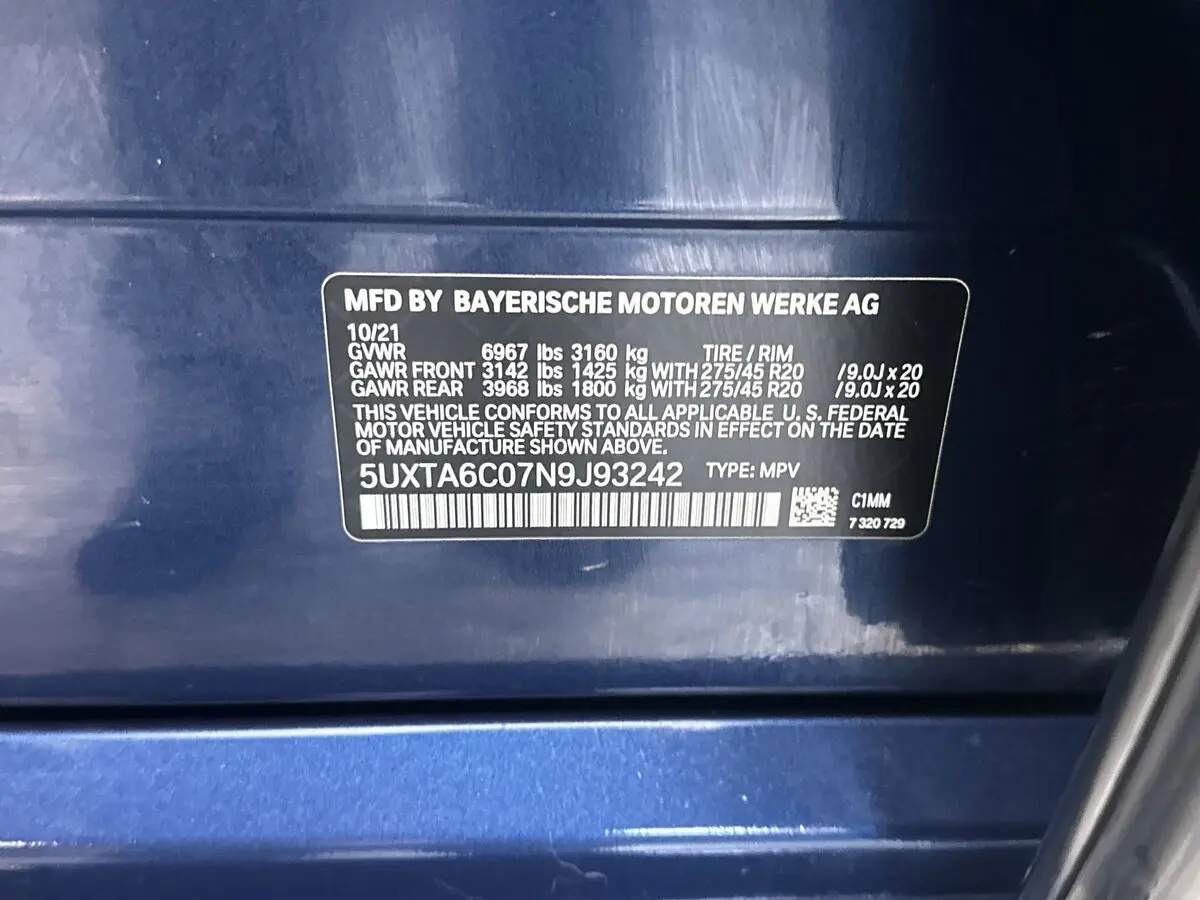 MFD BY BAYERISCHE MOTOREN WERKE AG
10/21
GVWR 6967 lbs 3160 kg TIRE / RIM
GAWR FRONT 3142 lbs 1425 kg WITH 275/45 R20 /9.0J x 20
GAWR REAR 3968 lbs 1800 kg WITH 275/45 R20 /9.0J x 20
THIS VEHICLE CONFORMS TO ALL APPLICABLE U. S. FEDERAL
MOTOR VEHICLE SAFETY STANDARDS IN EFFECT ON THE DATE
OF MANUFACTURE SHOWN ABOVE.
5UXTA6C07N9J93242 TYPE: MPV
C1MM
7 320 729